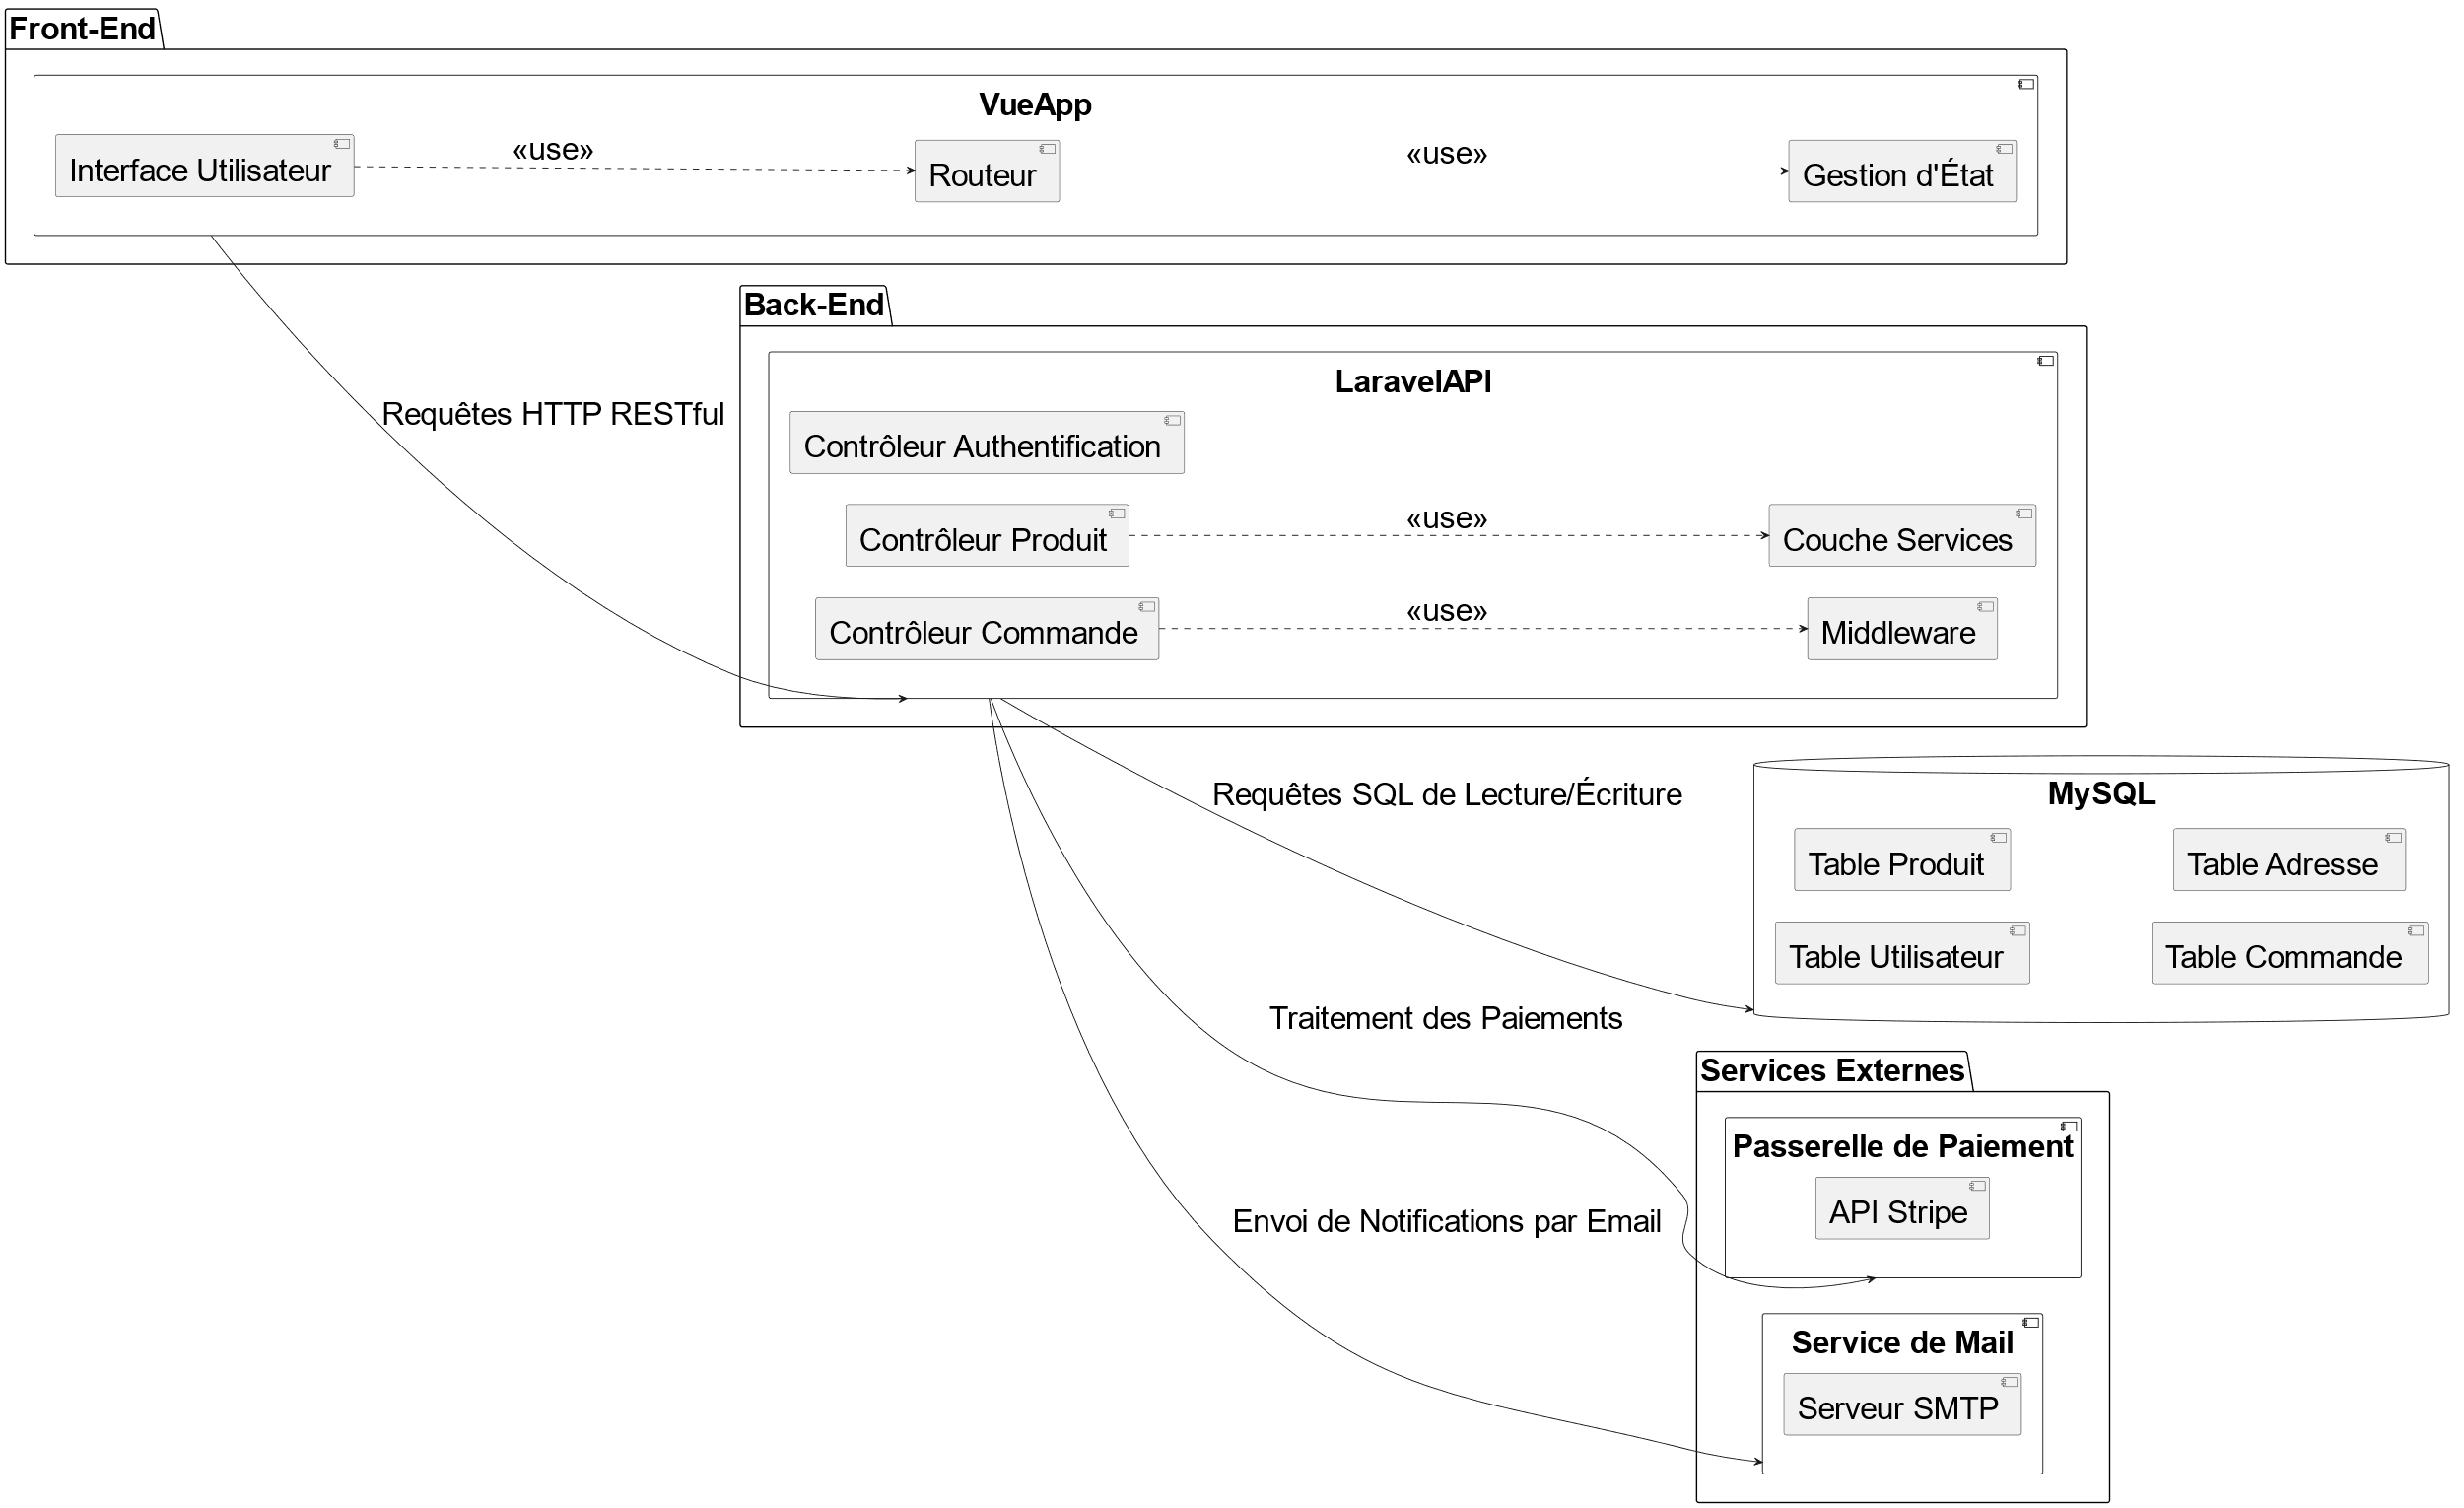 Front-End
VueApp
Interface Utilisateur
«use»
Routeur
«use»
Gestion d'État
Back-End
LaravelAPI
Requêtes HTTP RESTful
Contrôleur Authentification
Contrôleur Produit
«use»
Couche Services
Contrôleur Commande
«use»
Middleware
Requêtes SQL de Lecture/Écriture
MySQL
Table Produit
Table Adresse
Table Utilisateur
Table Commande
Traitement des Paiements
Services Externes
Passerelle de Paiement
API Stripe
Envoi de Notifications par Email
Service de Mail
Serveur SMTP